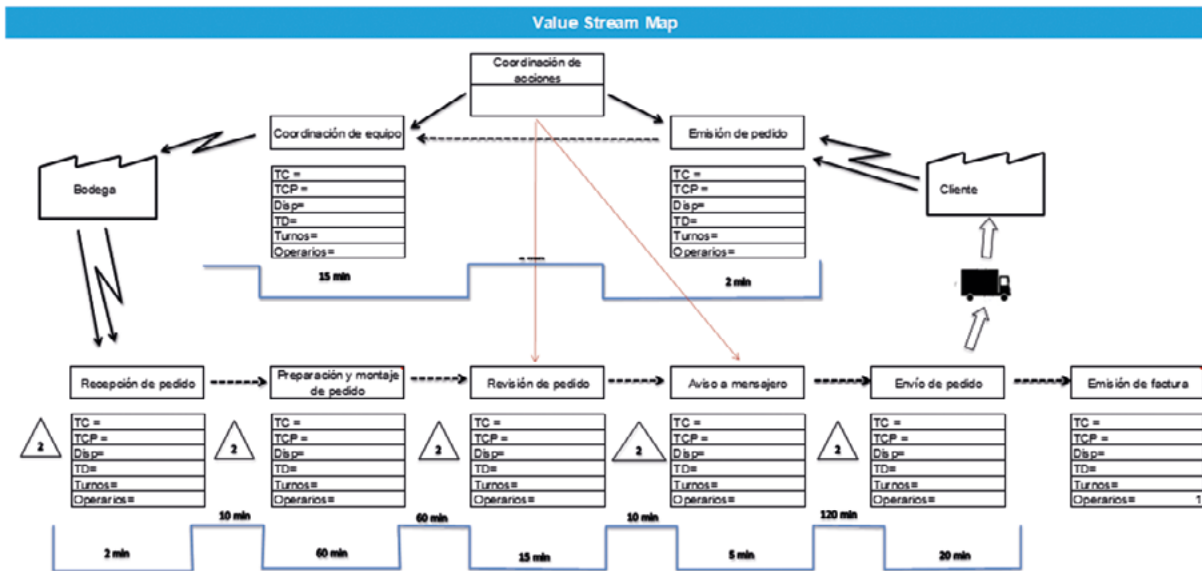 Value Stream Map
Coordinación de
acciones
Coordinación de equipo
Emisión de pedido
Bodega
Cliente
TC =
TCP =
Disp=
TD=
Turnos=
Operarios=
TC =
TCP =
Disp=
TD=
Turnos=
Operarios=
15 min
2 min
Recepción de pedido
Preparación y montaje
de pedido
Revisión de pedido
Aviso a mensajero
Envío de pedido
Emisión de factura
2
TC =
TCP =
Disp=
TD=
Turnos=
Operarios=
2
TC =
TCP =
Disp=
TD=
Turnos=
Operarios=
2
TC =
TCP =
Disp=
TD=
Turnos=
Operarios=
2
TC =
TCP =
Disp=
TD=
Turnos=
Operarios=
2
TC =
TCP =
Disp=
TD=
Turnos=
Operarios=
TC =
TCP =
Disp=
TD=
Turnos=
Operarios= 1
10 min
60 min
10 min
120 min
2 min
60 min
15 min
5 min
20 min